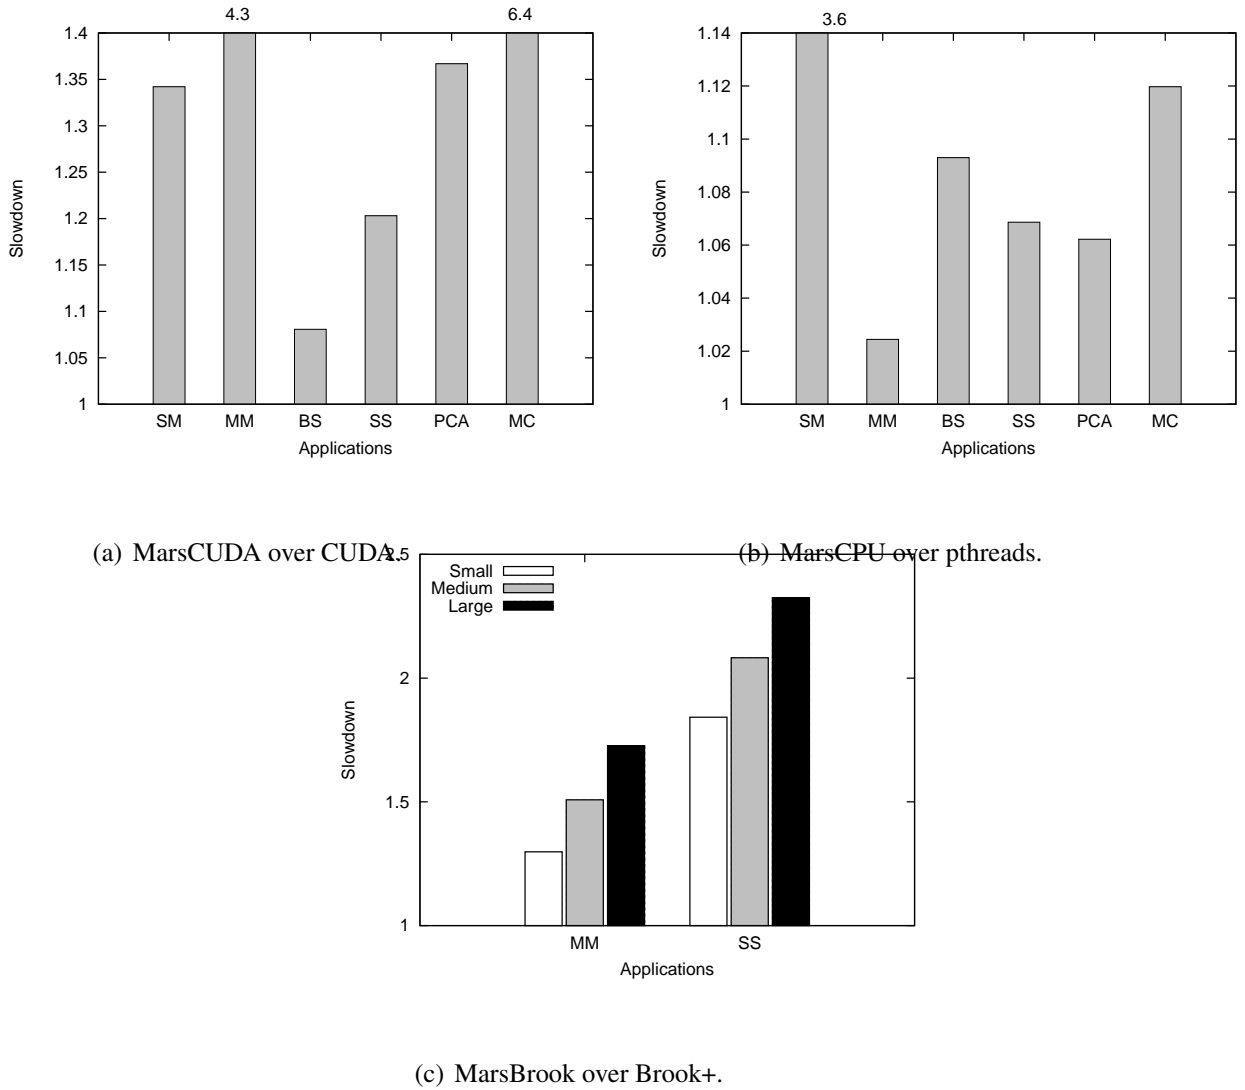 4.3 6.4
1.4
1.35
1.3
1.25
1.2
1.15
1.1
1.05
1
Slowdown
SM MM BS SS PCA MC
Applications
3.6
1.14
1.12
1.1
1.08
1.06
1.04
1.02
1
Slowdown
SM MM BS SS PCA MC
Applications
(a) MarsCUDA over CUDA.
(b) MarsCPU over pthreads.
2.5
2
1.5
1
Slowdown
Small
Medium
Large
MM SS
Applications
(c) MarsBrook over Brook+.